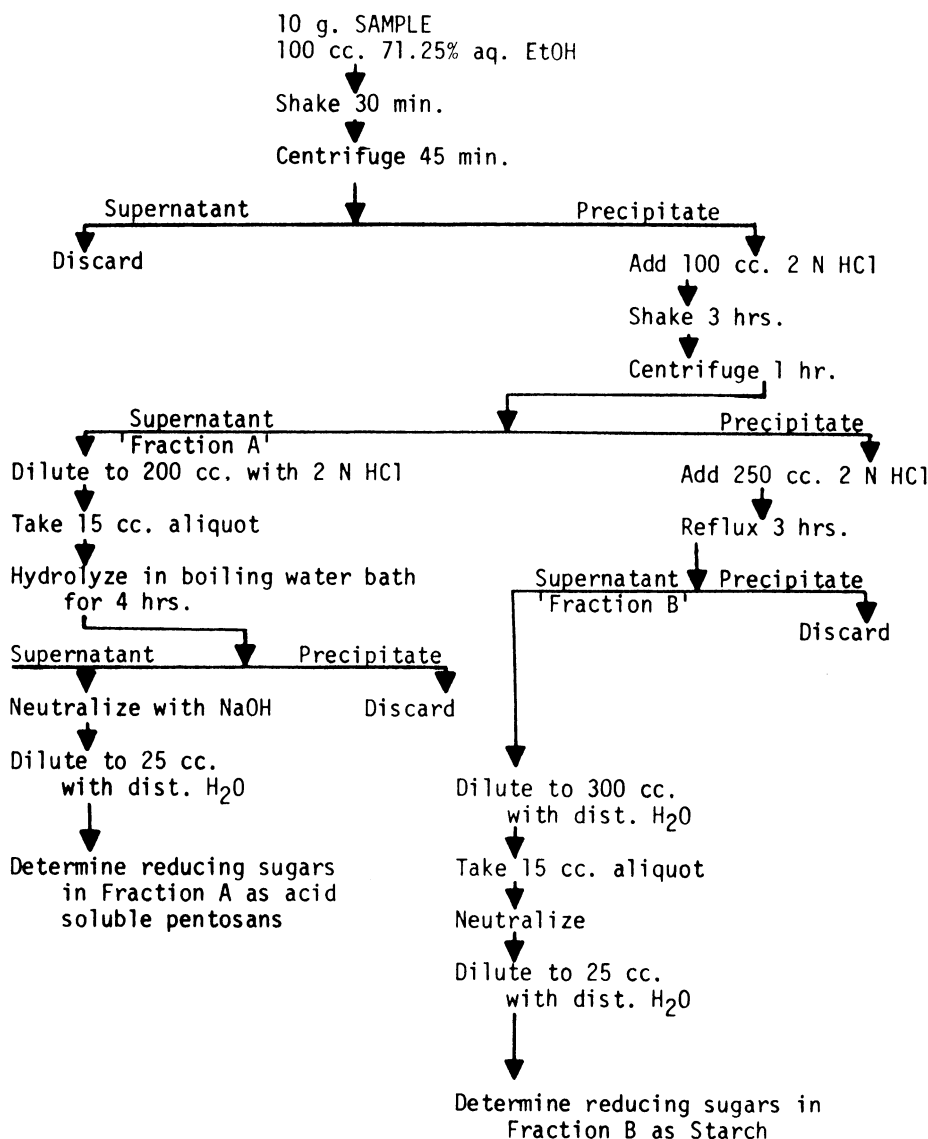 10 g. SAMPLE
100 cc. 71.25% aq. EtOH
Shake 30 min.
Centrifuge 45 min.
Supernatant
Precipitate
Discard
Add 100 cc. 2 N HCl
Shake 3 hrs.
Centrifuge 1 hr.
Supernatant
'Fraction A'
Precipitate
Dilute to 200 cc. with 2 N HCl
Take 15 cc. aliquot
Hydrolyze in boiling water bath
for 4 hrs.
Supernatant
Precipitate
Neutralize with NaOH
Discard
Dilute to 25 cc.
with dist. H2O
Determine reducing sugars
in Fraction A as acid
soluble pentosans
Add 250 cc. 2 N HCl
Reflux 3 hrs.
Supernatant
'Fraction B'
Precipitate
Discard
Dilute to 300 cc.
with dist. H2O
Take 15 cc. aliquot
Neutralize
Dilute to 25 cc.
with dist. H2O
Determine reducing sugars in
Fraction B as Starch